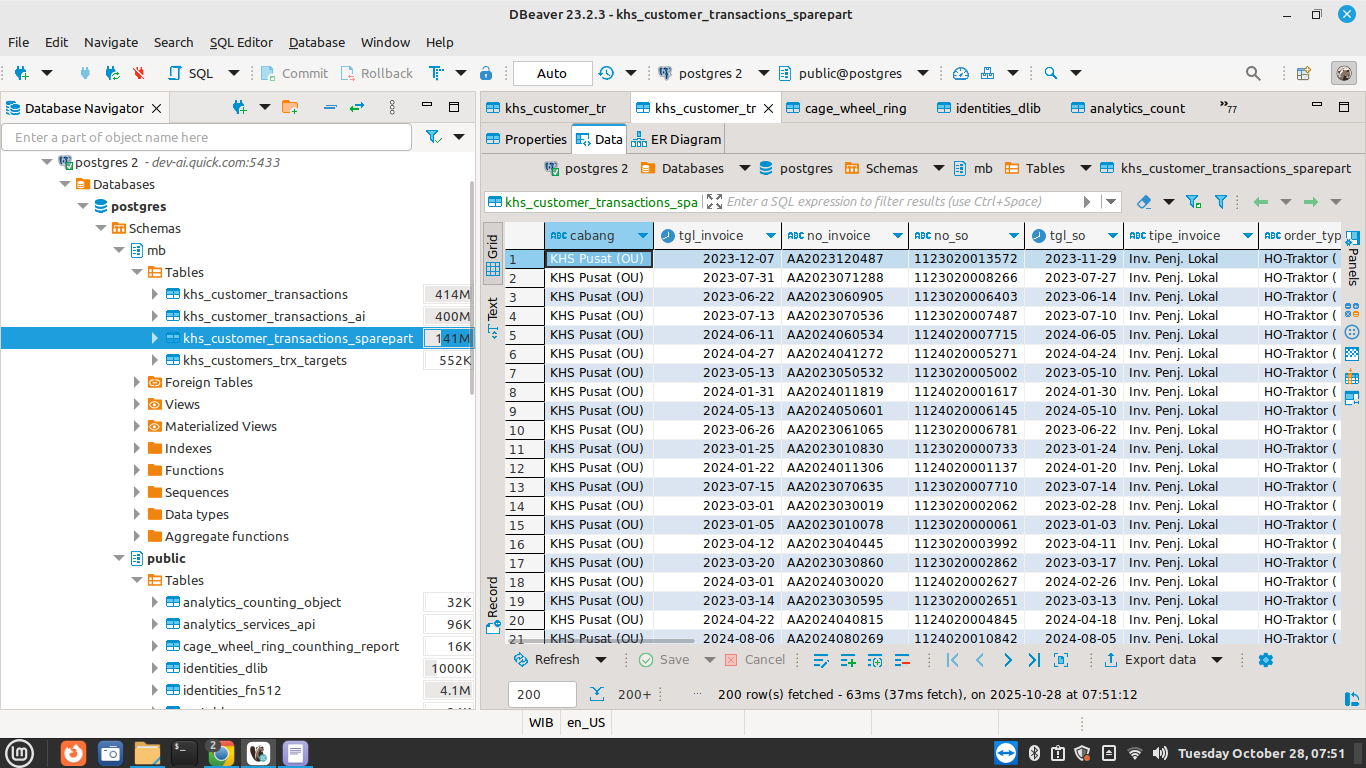 DBeaver 23.2.3 - khs_customer_transactions_sparepart
File Edit Navigate Search SQL Editor Database Window Help
SQL Commit Rollback Auto postgres 2 public@postgres
Database Navigator
Enter a part of object name here
postgres 2 - dev-ai.quick.com:5433
Databases
postgres
Schemas
mb
Tables
khs_customer_transactions 414M
khs_customer_transactions_ai 400M
khs_customer_transactions_sparepart 141M
khs_customers_trx_targets 552K
Foreign Tables
Views
Materialized Views
Indexes
Functions
Sequences
Data types
Aggregate functions
public
Tables
analytics_counting_object 32K
analytics_services_api 96K
cage_wheel_ring_counthing_report 16K
identities_dlib 1000K
identities_fn512 4.1M
khs_customer_tr khs_customer_tr cage_wheel_ring identities_dlib analytics_count »77
Properties Data ER Diagram
postgres 2 Databases postgres Schemas mb Tables khs_customer_transactions_sparepart
khs_customer_transactions_spa Enter a SQL expression to filter results (use Ctrl+Space)
Grid
Text
Record
Panels
ABC cabang tgl_invoice ABC no_invoice ABC no_so tgl_so ABC tipe_invoice ABC order_typ
1 KHS Pusat (OU) 2023-12-07 AA2023120487 1123020013572 2023-11-29 Inv. Penj. Lokal HO-Traktor (
2 KHS Pusat (OU) 2023-07-31 AA2023071288 1123020008266 2023-07-27 Inv. Penj. Lokal HO-Traktor (
3 KHS Pusat (OU) 2023-06-22 AA2023060905 1123020006403 2023-06-14 Inv. Penj. Lokal HO-Traktor (
4 KHS Pusat (OU) 2023-07-13 AA2023070536 1123020007487 2023-07-10 Inv. Penj. Lokal HO-Traktor (
5 KHS Pusat (OU) 2024-06-11 AA2024060534 1124020007715 2024-06-05 Inv. Penj. Lokal HO-Traktor (
6 KHS Pusat (OU) 2024-04-27 AA2024041272 1124020005271 2024-04-24 Inv. Penj. Lokal HO-Traktor (
7 KHS Pusat (OU) 2023-05-13 AA2023050532 1123020005002 2023-05-10 Inv. Penj. Lokal HO-Traktor (
8 KHS Pusat (OU) 2024-01-31 AA2024011819 1124020001617 2024-01-30 Inv. Penj. Lokal HO-Traktor (
9 KHS Pusat (OU) 2024-05-13 AA2024050601 1124020006145 2024-05-10 Inv. Penj. Lokal HO-Traktor (
10 KHS Pusat (OU) 2023-06-26 AA2023061065 1123020006781 2023-06-22 Inv. Penj. Lokal HO-Traktor (
11 KHS Pusat (OU) 2023-01-25 AA2023010830 1123020000733 2023-01-24 Inv. Penj. Lokal HO-Traktor (
12 KHS Pusat (OU) 2024-01-22 AA2024011306 1124020001137 2024-01-20 Inv. Penj. Lokal HO-Traktor (
13 KHS Pusat (OU) 2023-07-15 AA2023070635 1123020007710 2023-07-14 Inv. Penj. Lokal HO-Traktor (
14 KHS Pusat (OU) 2023-03-01 AA2023030019 1123020002062 2023-02-28 Inv. Penj. Lokal HO-Traktor (
15 KHS Pusat (OU) 2023-01-05 AA2023010078 1123020000061 2023-01-03 Inv. Penj. Lokal HO-Traktor (
16 KHS Pusat (OU) 2023-04-12 AA2023040445 1123020003992 2023-04-11 Inv. Penj. Lokal HO-Traktor (
17 KHS Pusat (OU) 2023-03-20 AA2023030860 1123020002862 2023-03-17 Inv. Penj. Lokal HO-Traktor (
18 KHS Pusat (OU) 2024-03-01 AA2024030020 1124020002627 2024-02-26 Inv. Penj. Lokal HO-Traktor (
19 KHS Pusat (OU) 2023-03-14 AA2023030595 1123020002651 2023-03-13 Inv. Penj. Lokal HO-Traktor (
20 KHS Pusat (OU) 2024-04-22 AA2024040815 1124020004845 2024-04-18 Inv. Penj. Lokal HO-Traktor (
21 KHS Pusat (OU) 2024-08-06 AA2024080269 1124020010842 2024-08-05 Inv. Penj. Lokal HO-Traktor (
Refresh Save Cancel Export data
200 200+ ... 200 row(s) fetched - 63ms (37ms fetch), on 2025-10-28 at 07:51:12
WIB en_US
2 Tuesday October 28, 07:51